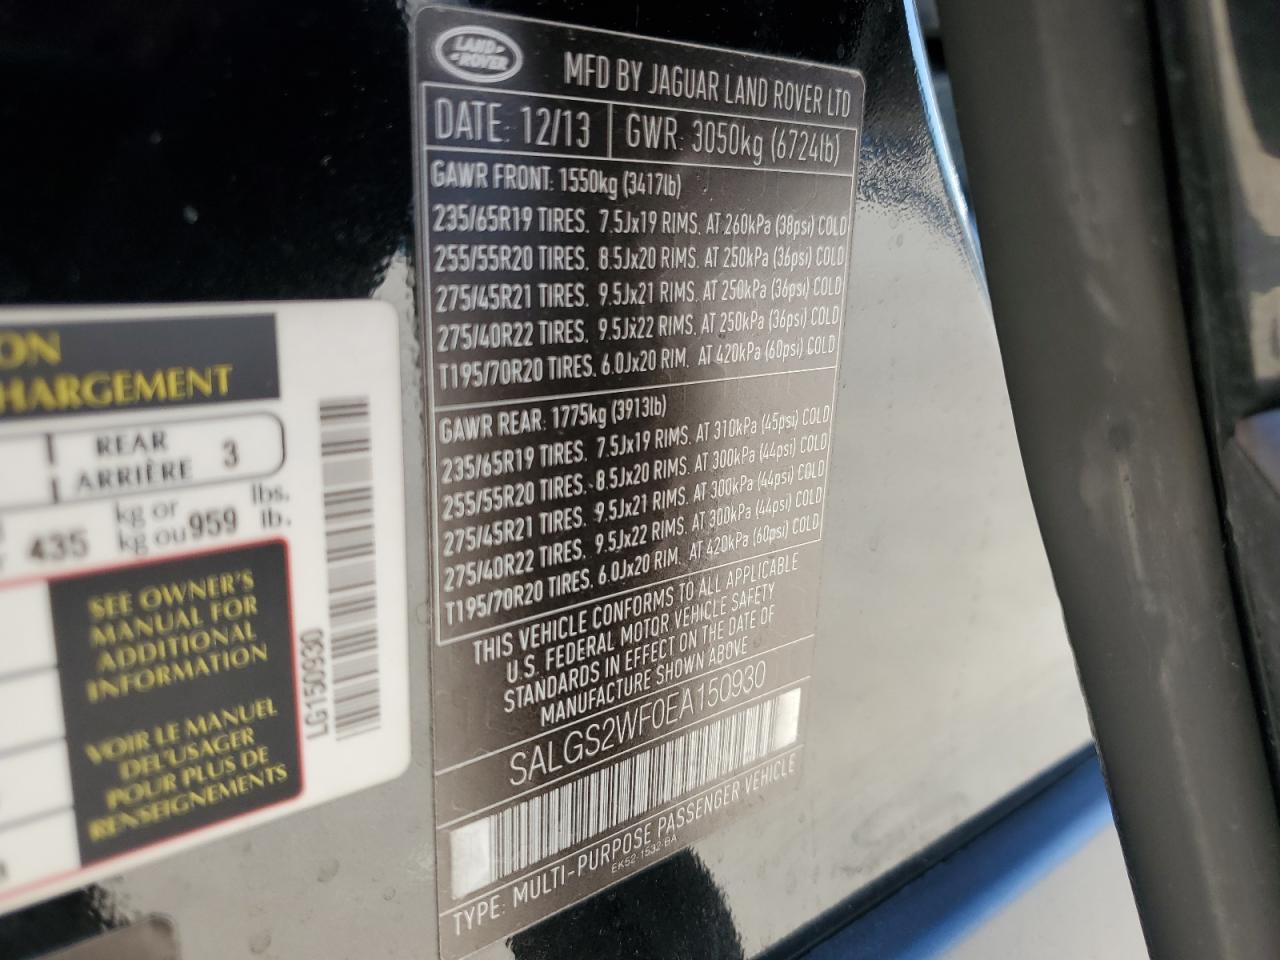 LAND ROVER
MFD BY JAGUAR LAND ROVER LTD
DATE: 12/13 GWR: 3050kg (6724lb)
GAWR FRONT: 1550kg (3417lb)
235/65R19 TIRES. 7.5Jx19 RIMS. AT 260kPa (38psi) COLD
255/55R20 TIRES. 8.5Jx20 RIMS. AT 250kPa (36psi) COLD
275/45R21 TIRES. 9.5Jx21 RIMS. AT 250kPa (36psi) COLD
275/40R22 TIRES. 9.5Jx22 RIMS. AT 250kPa (36psi) COLD
T195/70R20 TIRES. 6.0Jx20 RIM. AT 420kPa (60psi) COLD
GAWR REAR: 1775kg (3913lb)
235/65R19 TIRES. 7.5Jx19 RIMS. AT 310kPa (45psi) COLD
255/55R20 TIRES. 8.5Jx20 RIMS. AT 300kPa (44psi) COLD
275/45R21 TIRES. 9.5Jx21 RIMS. AT 300kPa (44psi) COLD
275/40R22 TIRES. 9.5Jx22 RIMS. AT 300kPa (44psi) COLD
T195/70R20 TIRES. 6.0Jx20 RIM. AT 420kPa (60psi) COLD
THIS VEHICLE CONFORMS TO ALL APPLICABLE
U.S. FEDERAL MOTOR VEHICLE SAFETY
STANDARDS IN EFFECT ON THE DATE OF
MANUFACTURE SHOWN ABOVE
SALGS2WF0EA150930
TYPE: MULTI-PURPOSE PASSENGER VEHICLE
EK52-1532-BA
ON
HARGEMENT
REAR
ARRIÈRE 3
435 kg or 959 lbs.
kg ou lb.
SEE OWNER'S
MANUAL FOR
ADDITIONAL
INFORMATION
VOIR LE MANUEL
DE L'USAGER
POUR PLUS DE
RENSEIGNEMENTS
LG150930